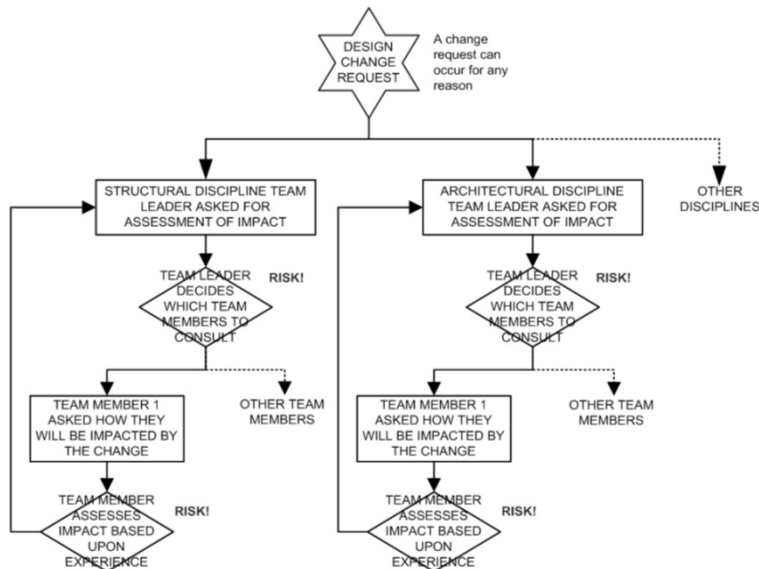 DESIGN
CHANGE
REQUEST
A change
request can
occur for any
reason
STRUCTURAL DISCIPLINE TEAM
LEADER ASKED FOR
ASSESSMENT OF IMPACT
ARCHITECTURAL DISCIPLINE
TEAM LEADER ASKED FOR
ASSESSMENT OF IMPACT
OTHER
DISCIPLINES
TEAM LEADER
DECIDES
WHICH TEAM
MEMBERS TO
CONSULT
RISK!
TEAM LEADER
DECIDES
WHICH TEAM
MEMBERS TO
CONSULT
RISK!
TEAM MEMBER 1
ASKED HOW THEY
WILL BE IMPACTED BY
THE CHANGE
OTHER TEAM
MEMBERS
TEAM MEMBER 1
ASKED HOW THEY
WILL BE IMPACTED BY
THE CHANGE
OTHER TEAM
MEMBERS
TEAM MEMBER
ASSESSES
IMPACT BASED
UPON
EXPERIENCE
RISK!
TEAM MEMBER
ASSESSES
IMPACT BASED
UPON
EXPERIENCE
RISK!